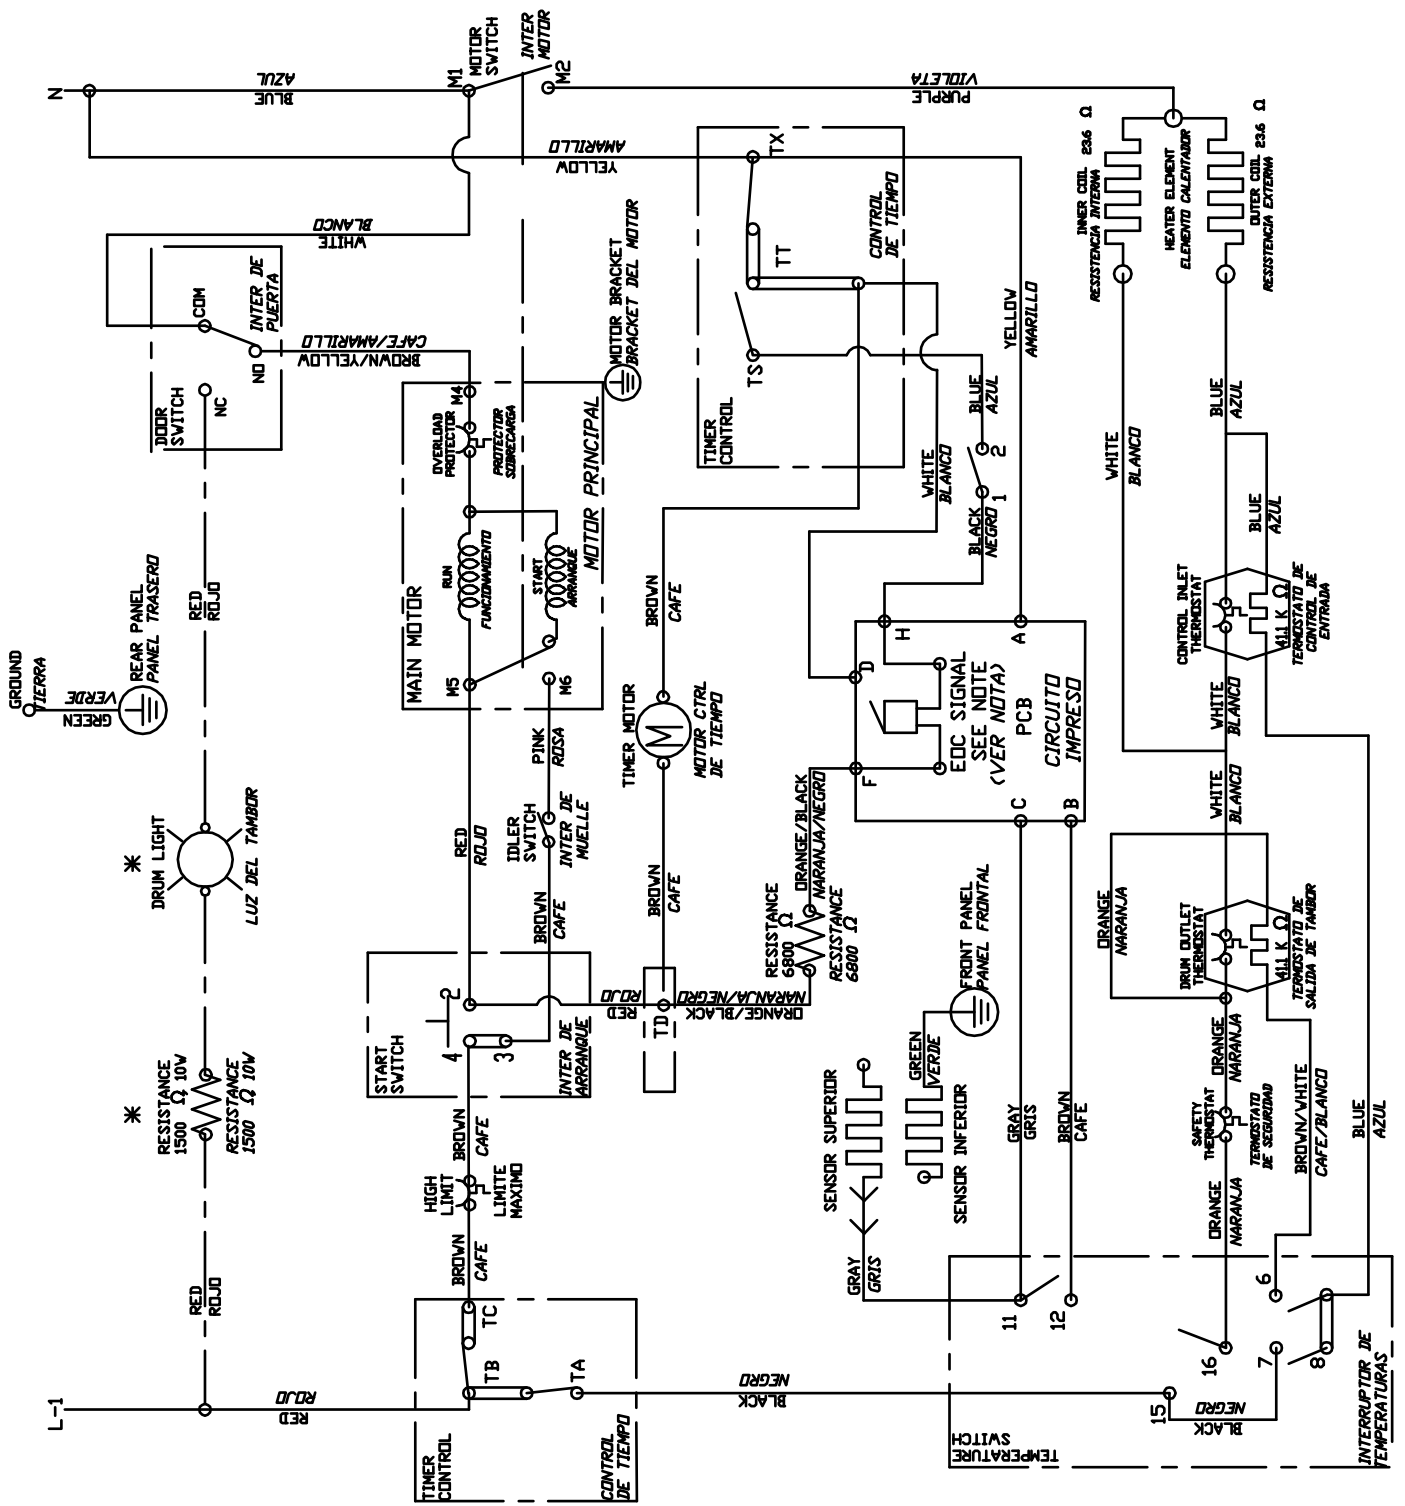 N
BLUE
AZUL
M1
MOTOR
SWITCH
INTER
MOTOR
M2
PURPLE
VIOLETA
YELLOW
AMARILLO
WHITE
BLANCO
DOOR
SWITCH
COM
INTER DE
PUERTA
NO
NC
BROWN/YELLOW
CAFE/AMARILLO
RED
ROJO
GROUND
TIERRA
GREEN
VERDE
REAR PANEL
PANEL TRASERO
*
DRUM LIGHT
LUZ DEL TAMBOR
*
RESISTANCE
1500 Ω 10W
RESISTANCE
1500 Ω 10W
RED
ROJO
L-1
RED
ROJO
MOTOR BRACKET
BRACKET DEL MOTOR
M4
OVERLOAD
PROTECTOR
PROTECTOR
SOBRECARGA
RUN
FUNCIONAMIENTO
START
ARRANQUE
MAIN MOTOR
MOTOR PRINCIPAL
M5
M6
PINK
ROSA
RED
ROJO
IDLER
SWITCH
INTER DE
MUELLE
BROWN
CAFE
START
SWITCH
2
4
3
INTER DE
ARRANQUE
BROWN
CAFE
HIGH
LIMIT
LIMITE
MAXIMO
BROWN
CAFE
TC
TB
TA
TIMER
CONTROL
CONTROL
DE TIEMPO
BLACK
NEGRO
TX
TT
TS
CONTROL
DE TIEMPO
TIMER
CONTROL
BROWN
CAFE
TIMER MOTOR
M
MOTOR CTRL
DE TIEMPO
BROWN
CAFE
RED
ROJO
TD
ORANGE/BLACK
NARANJA/NEGRO
RESISTANCE
6800 Ω
RESISTANCE
6800 Ω
ORANGE/BLACK
NARANJA/NEGRO
WHITE
BLANCO
BLUE
AZUL
2
1
BLACK
NEGRO
YELLOW
AMARILLO
H
A
D
F
EOC SIGNAL
SEE NOTE
(VER NOTA)
PCB
CIRCUITO
IMPRESO
C
B
FRONT PANEL
PANEL FRONTAL
GREEN
VERDE
SENSOR SUPERIOR
SENSOR INFERIOR
GRAY
GRIS
GRAY
GRIS
BROWN
CAFE
11
12
INNER COIL 23.6 Ω
RESISTENCIA INTERNA
HEATER ELEMENT
ELEMENTO CALENTADOR
OUTER COIL 23.6 Ω
RESISTENCIA EXTERNA
WHITE
BLANCO
BLUE
AZUL
BLUE
AZUL
CONTROL INLET
THERMOSTAT
41.1 K Ω
TERMOSTATO DE
CONTROL DE
ENTRADA
WHITE
BLANCO
WHITE
BLANCO
ORANGE
NARANJA
DRUM OUTLET
THERMOSTAT
41.1 K Ω
TERMOSTATO DE
SALIDA DE TAMBOR
ORANGE
NARANJA
SAFETY
THERMOSTAT
TERMOSTATO
DE SEGURIDAD
ORANGE
NARANJA
BROWN/WHITE
CAFE/BLANCO
BLUE
AZUL
16
6
7
8
15
BLACK
NEGRO
TEMPERATURE
SWITCH
INTERRUPTOR DE
TEMPERATURAS